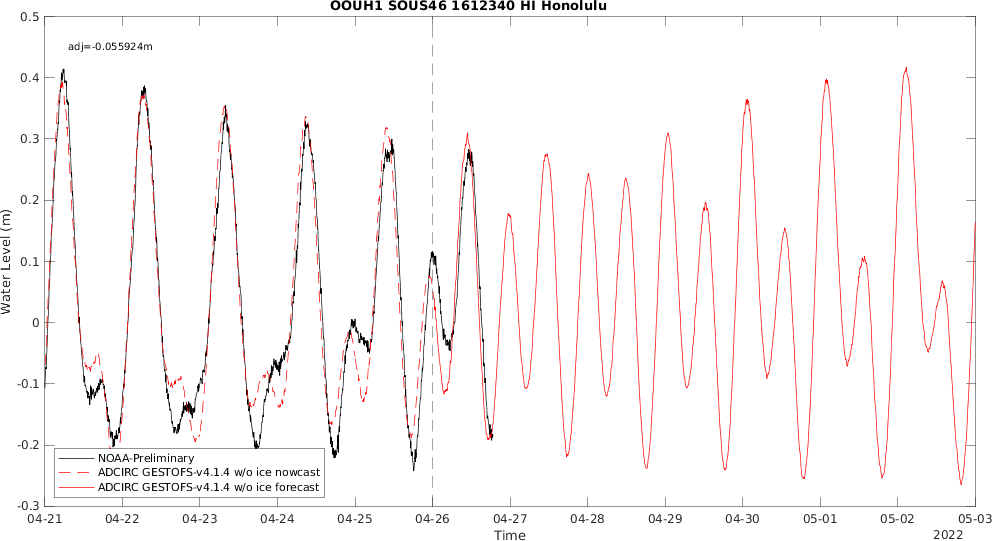 OOUH1 SOUS46 1612340 HI Honolulu
adj=-0.055924m
0.5
0.4
0.3
0.2
0.1
0
-0.1
-0.2
-0.3
Water Level (m)
NOAA-Preliminary
ADCIRC GESTOFS-v4.1.4 w/o ice nowcast
ADCIRC GESTOFS-v4.1.4 w/o ice forecast
04-21 04-22 04-23 04-24 04-25 04-26 04-27 04-28 04-29 04-30 05-01 05-02 05-03
Time
2022